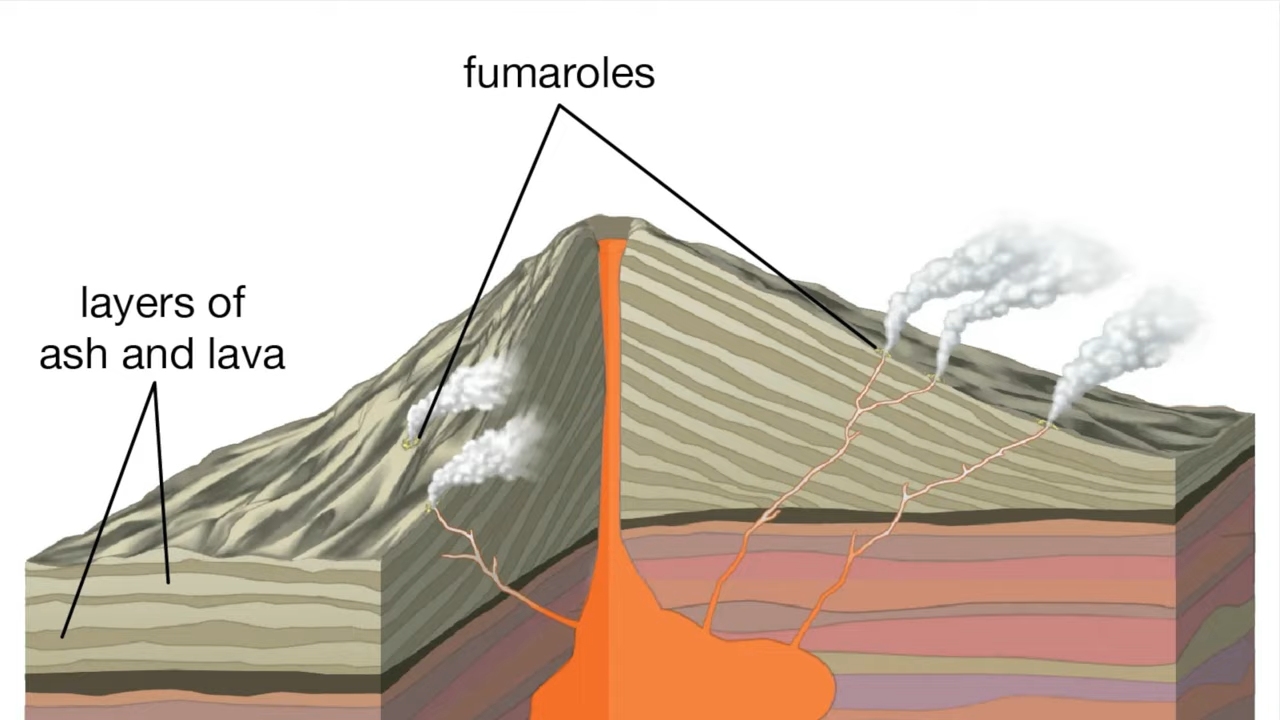 fumaroles
layers of
ash and lava